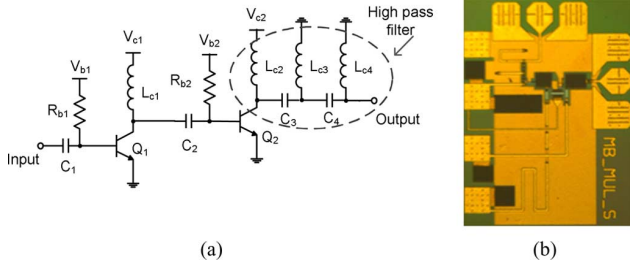 V_c2
High pass
filter
V_c1
V_b2
V_b1
L_c1
R_b2
L_c2
L_c3
L_c4
R_b1
C_3
C_4
Output
Input
C_1
Q_1
C_2
Q_2
MB_MUL_S
(a)
(b)